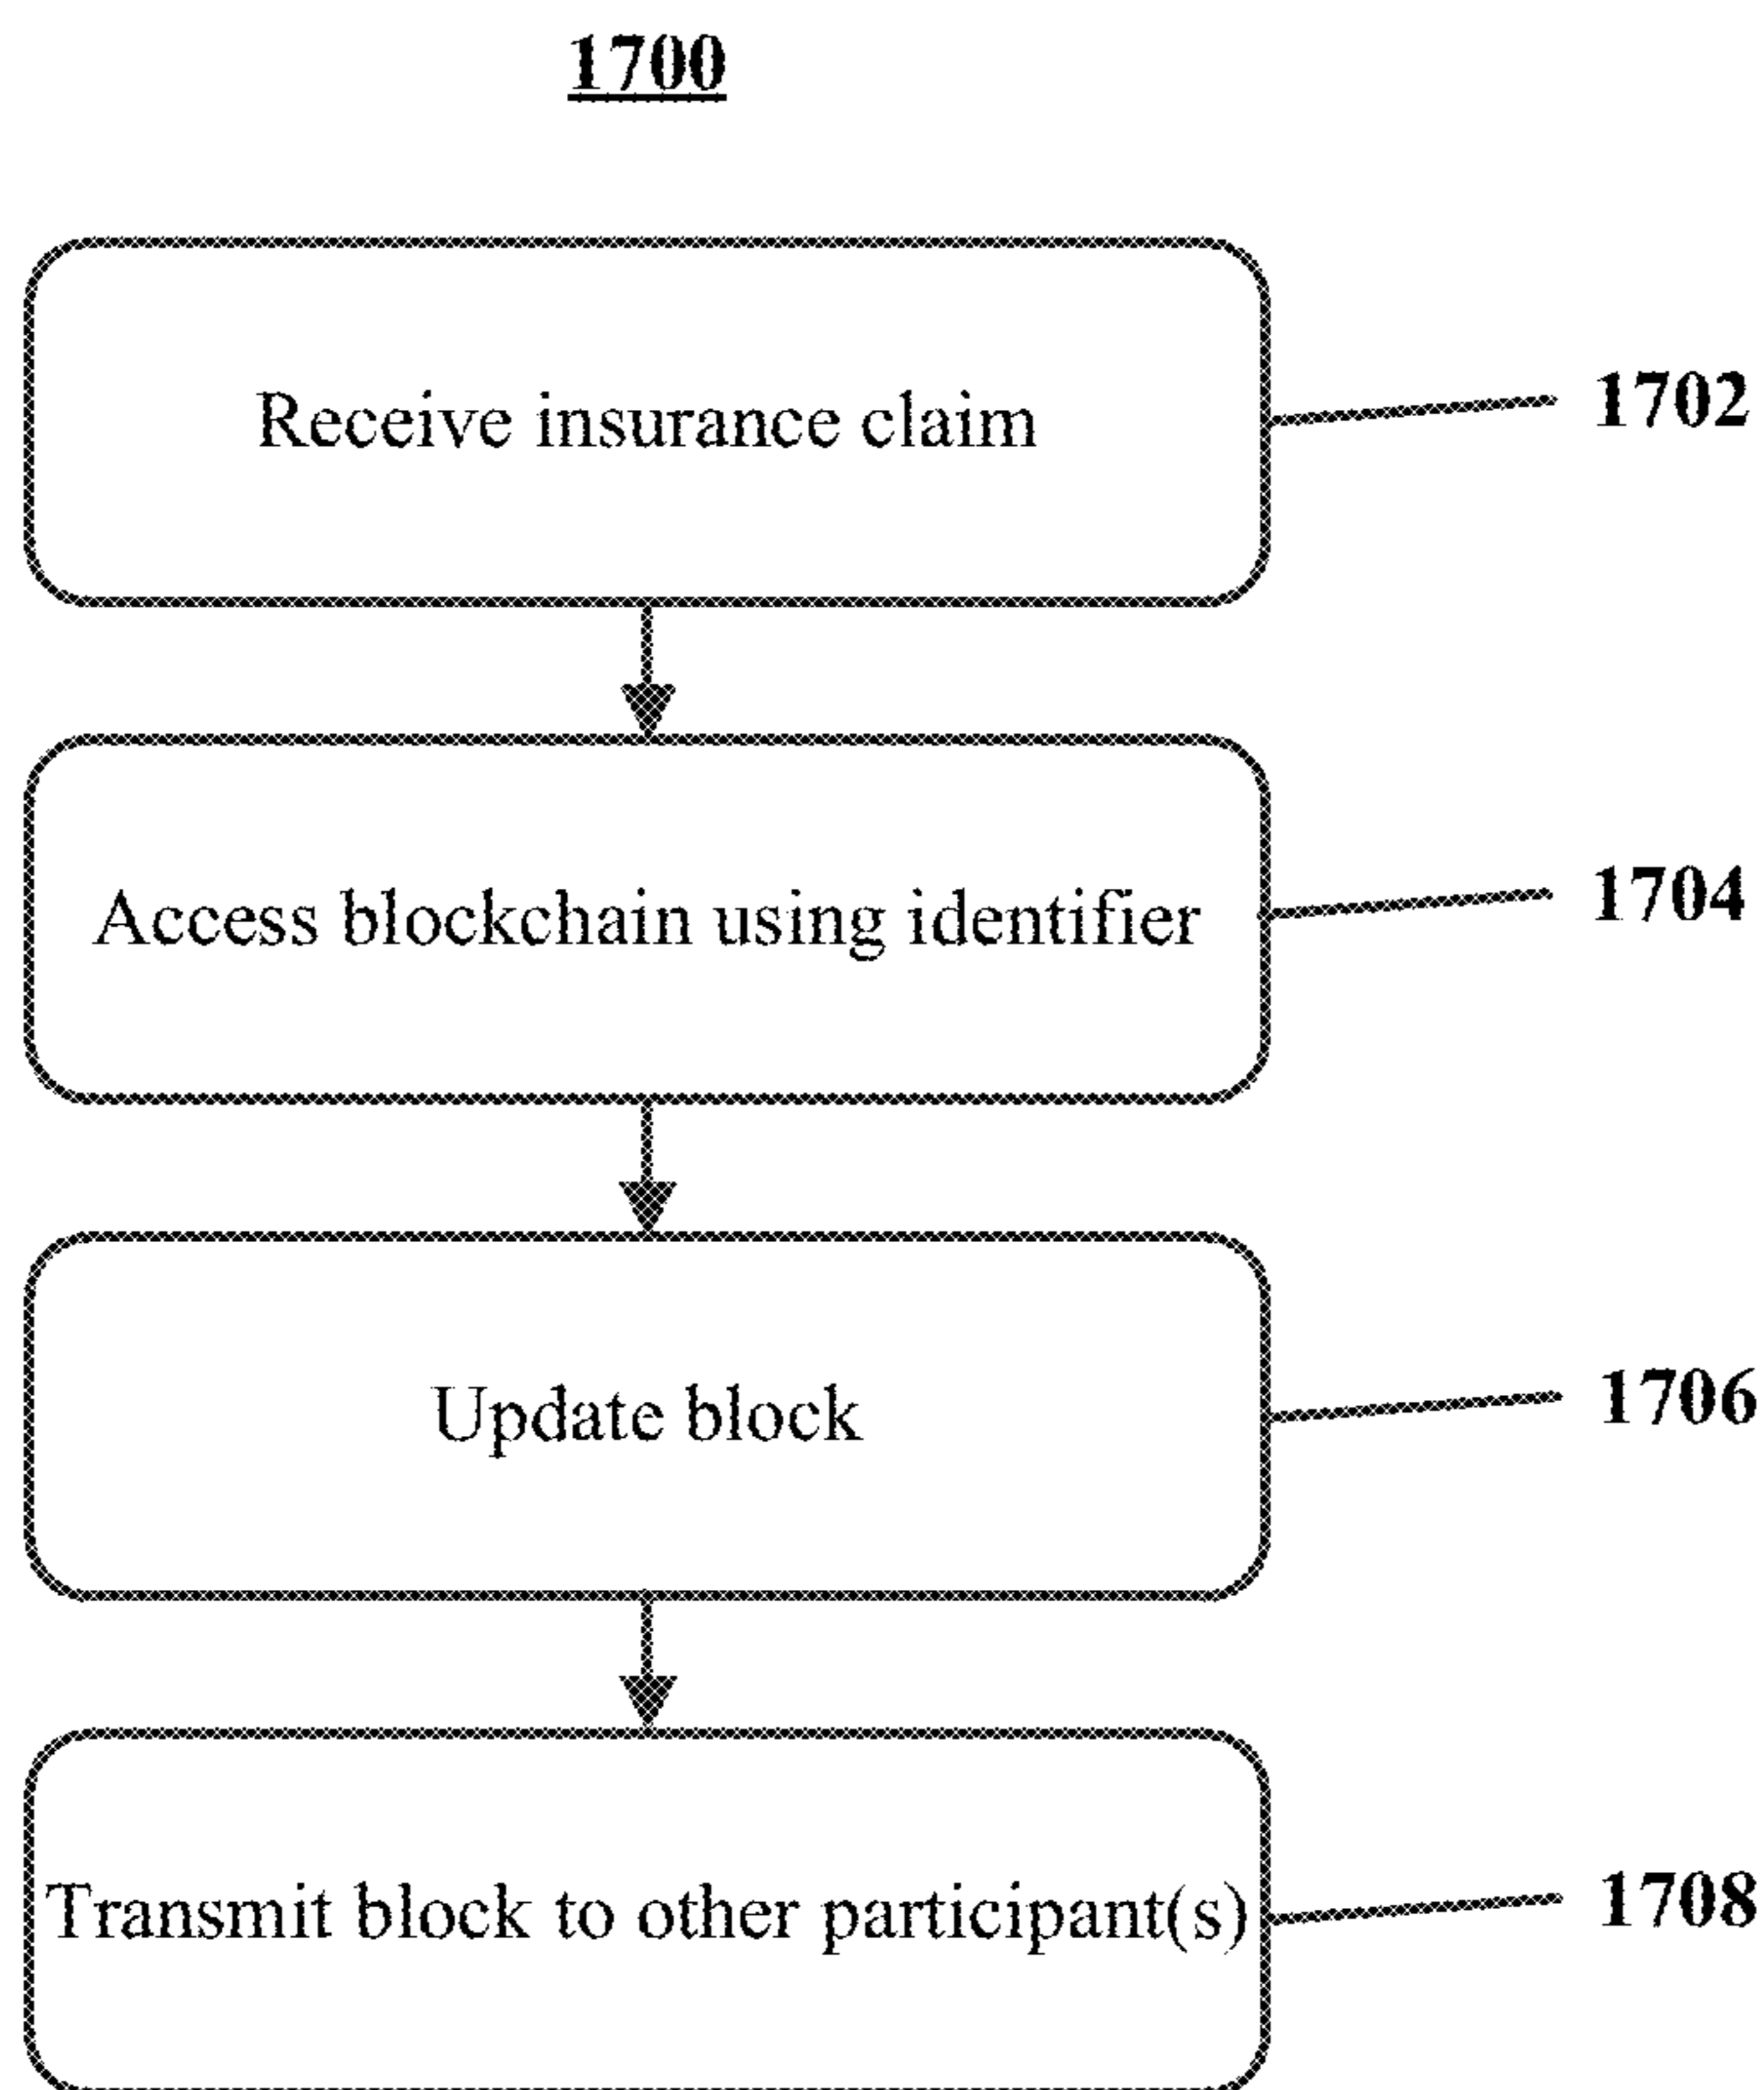 1700
Receive insurance claim
1702
Access blockchain using identifier
1704
Update block
1706
Transmit block to other participant(s)
1708